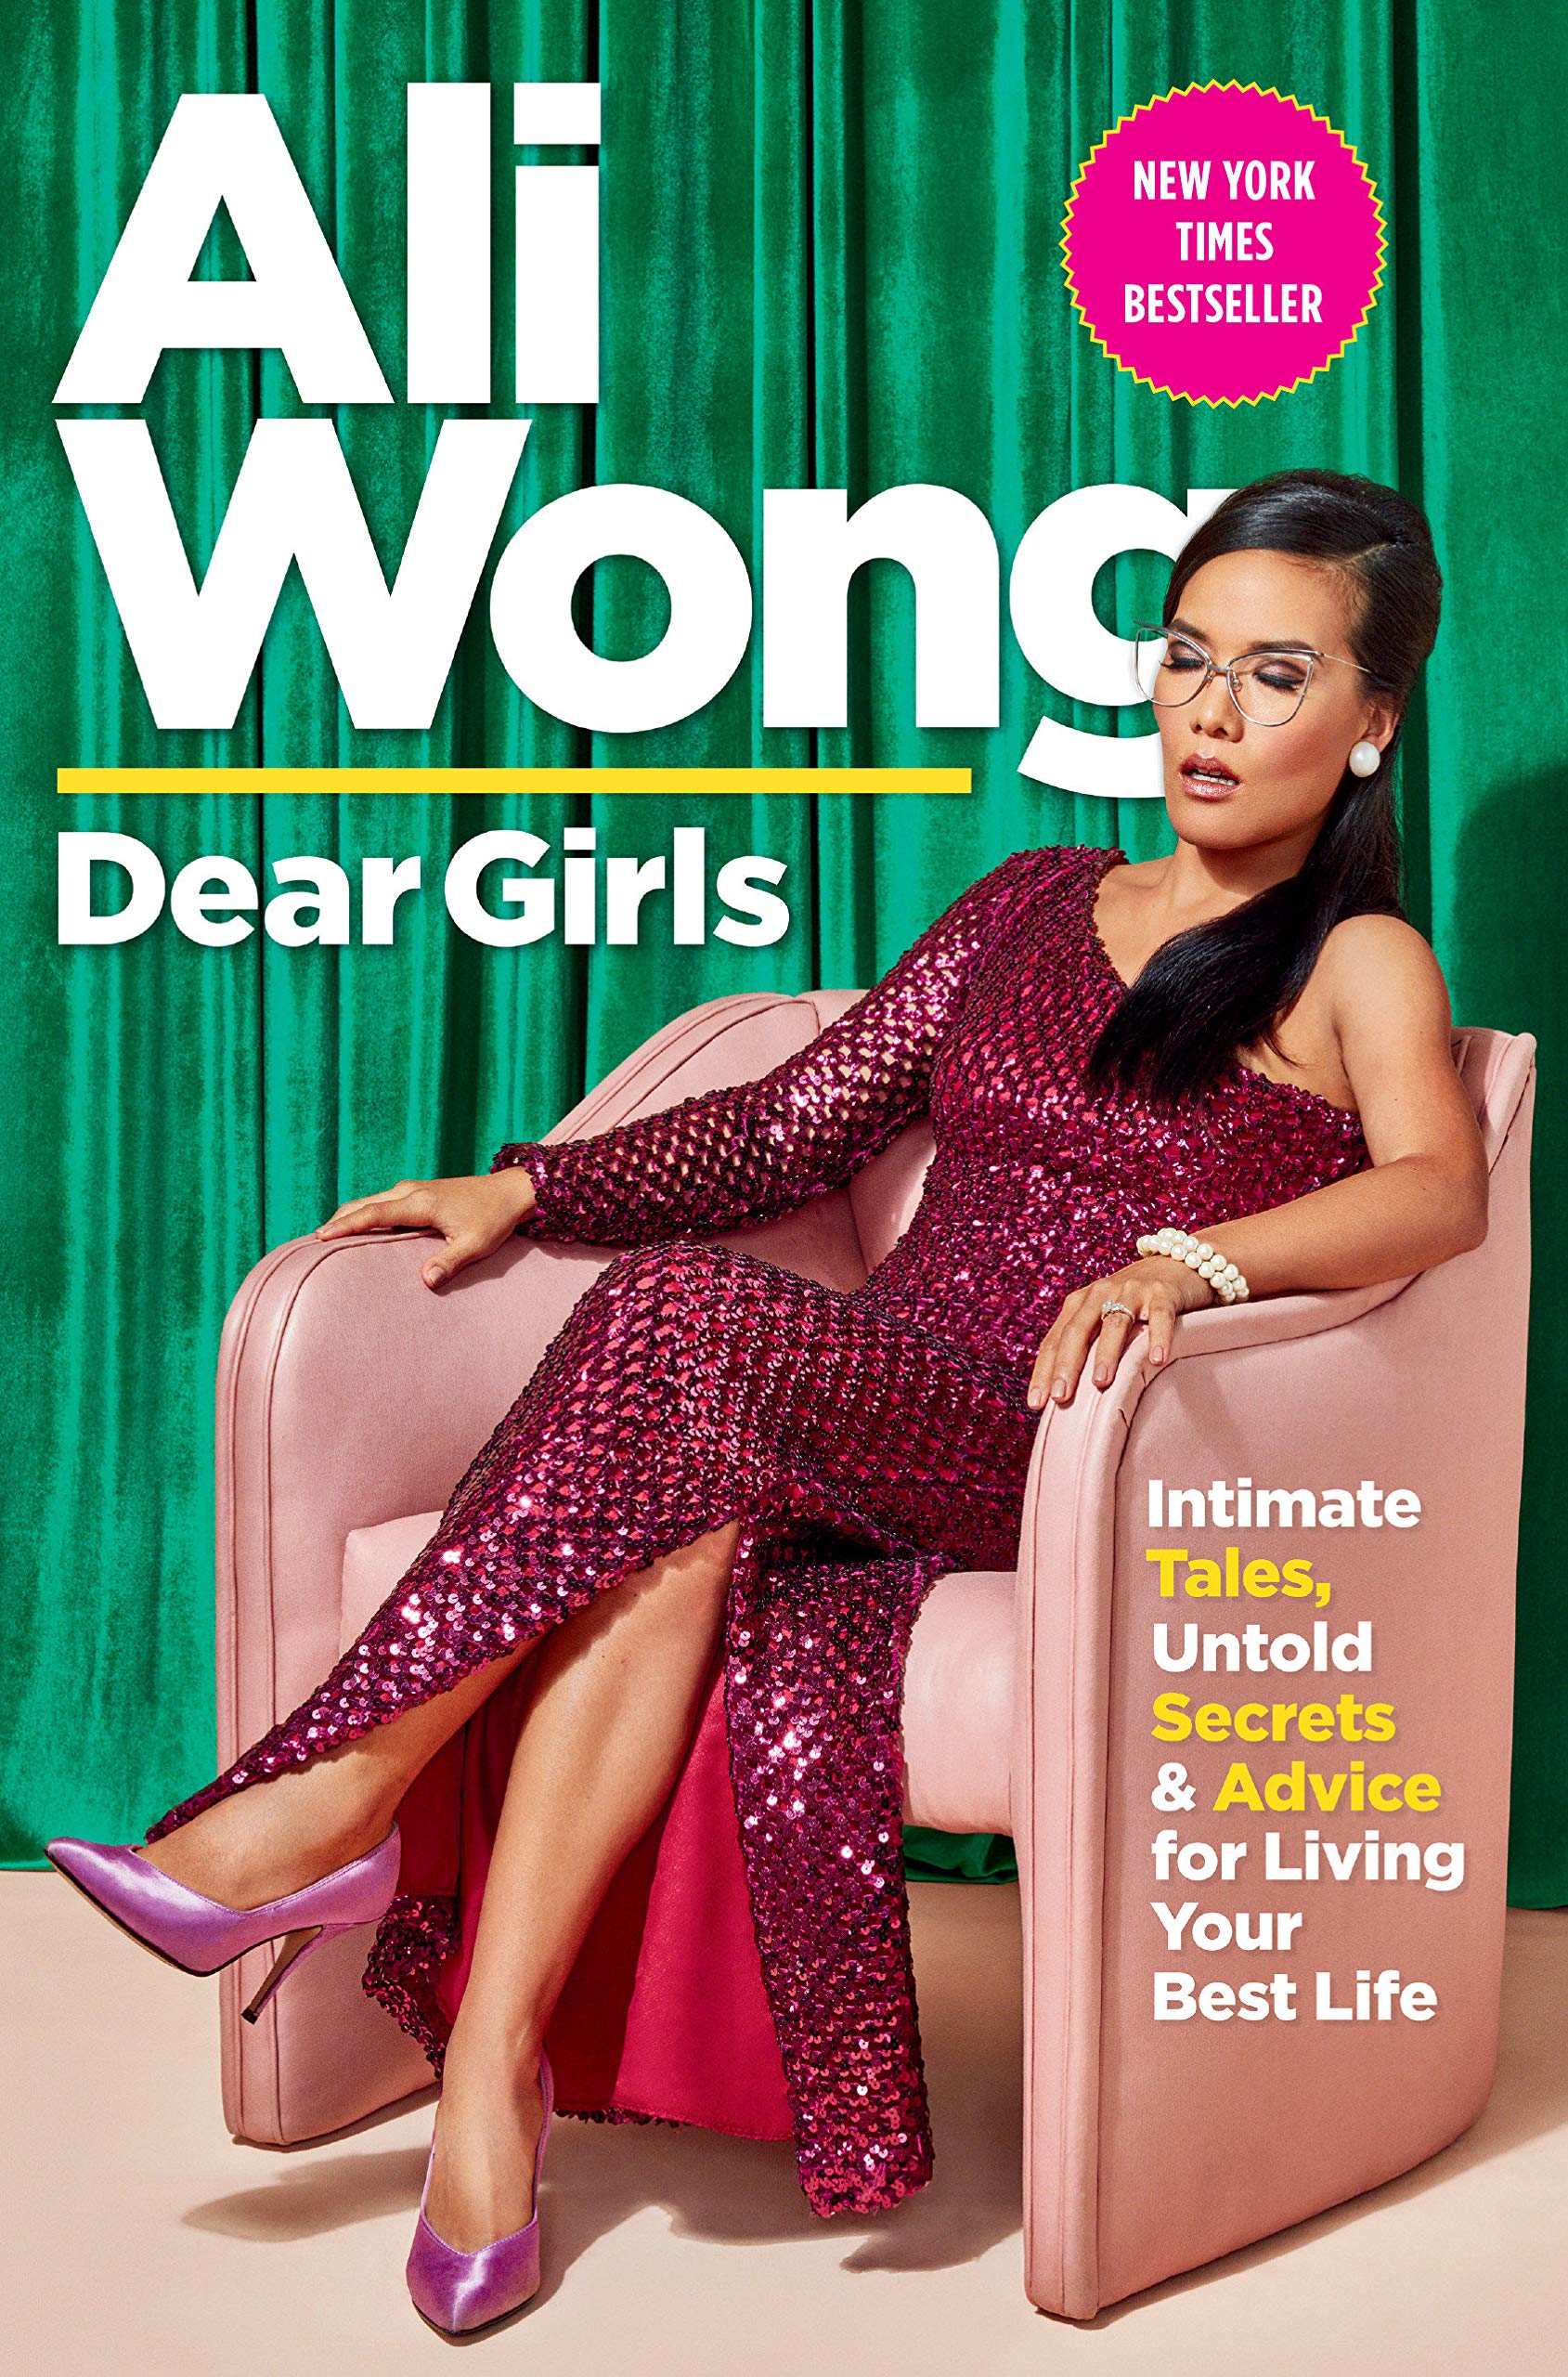 Ali
Wong
Dear Girls
NEW YORK
TIMES
BESTSELLER
Intimate
Tales,
Untold
Secrets
& Advice
for Living
Your
Best Life